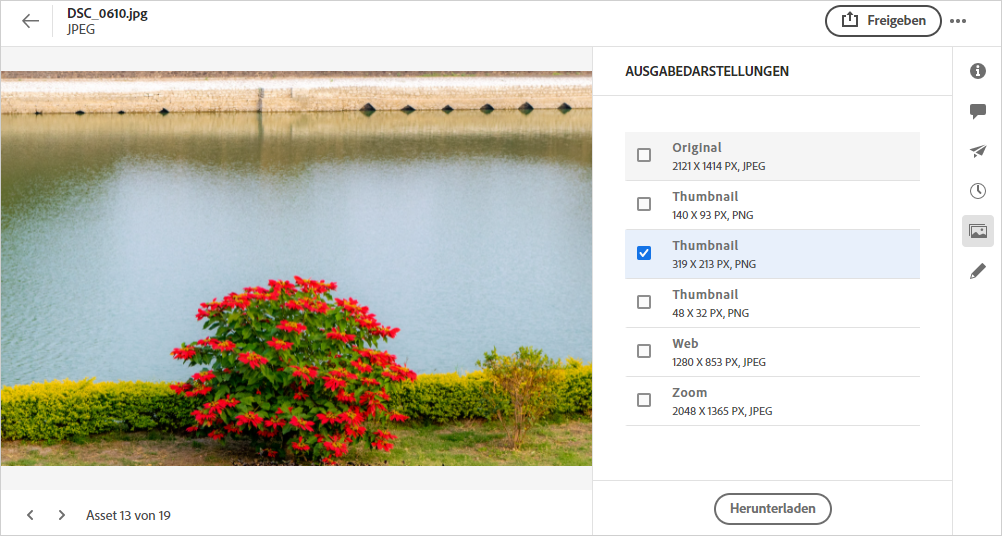 DSC_0610.jpg
JPEG
Freigeben
AUSGABEDARSTELLUNGEN
Original
2121 X 1414 PX, JPEG
Thumbnail
140 X 93 PX, PNG
Thumbnail
319 X 213 PX, PNG
Thumbnail
48 X 32 PX, PNG
Web
1280 X 853 PX, JPEG
Zoom
2048 X 1365 PX, JPEG
Asset 13 von 19
Herunterladen